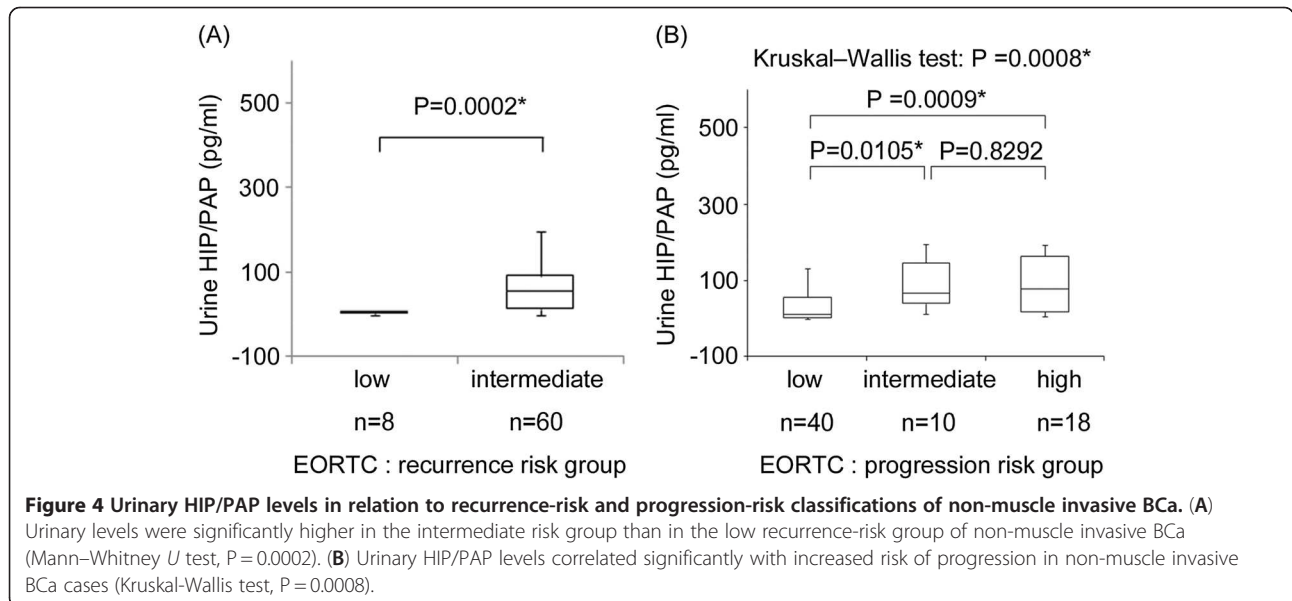 (A)
Urine HIP/PAP (pg/ml)
500
300
100
-100
P=0.0002*
low intermediate
n=8 n=60
EORTC : recurrence risk group
(B)
Kruskal–Wallis test: P =0.0008*
Urine HIP/PAP (pg/ml)
500
300
100
-100
P =0.0009*
P=0.0105* P=0.8292
low intermediate high
n=40 n=10 n=18
EORTC : progression risk group
Figure 4 Urinary HIP/PAP levels in relation to recurrence-risk and progression-risk classifications of non-muscle invasive BCa. (A)
Urinary levels were significantly higher in the intermediate risk group than in the low recurrence-risk group of non-muscle invasive BCa
(Mann–Whitney U test, P = 0.0002). (B) Urinary HIP/PAP levels correlated significantly with increased risk of progression in non-muscle invasive
BCa cases (Kruskal-Wallis test, P = 0.0008).